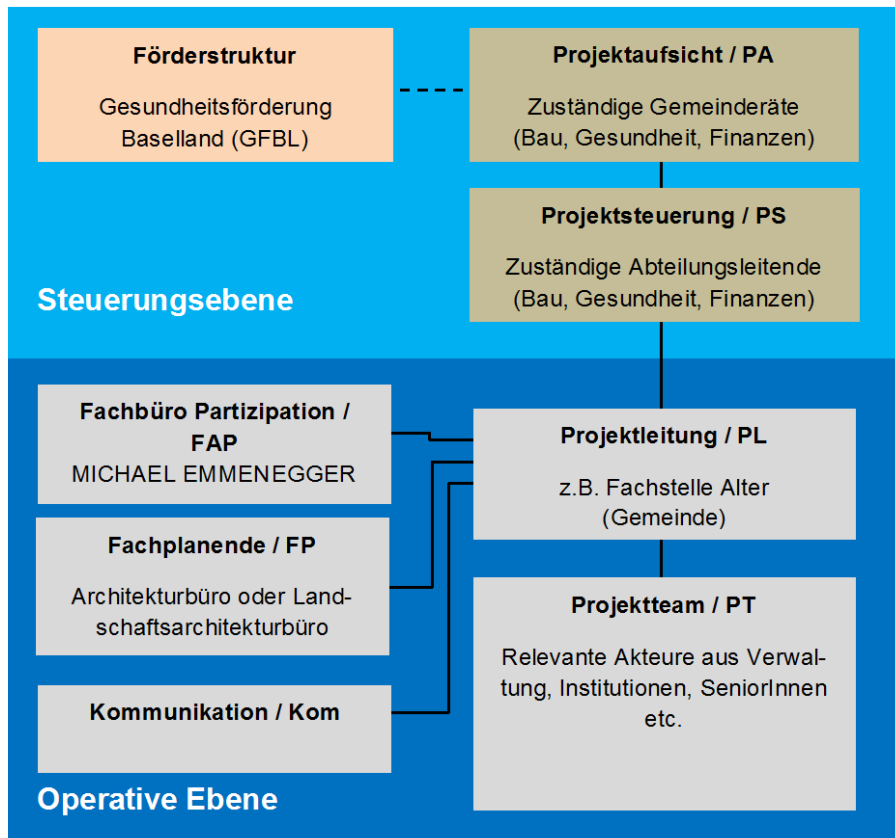 Förderstruktur
Gesundheitsförderung
Baselland (GFBL)
Projektaufsicht / PA
Zuständige Gemeinderäte
(Bau, Gesundheit, Finanzen)
Projektsteuerung / PS
Zuständige Abteilungsleitende
(Bau, Gesundheit, Finanzen)
Steuerungsebene
Fachbüro Partizipation /
FAP
MICHAEL EMMENEGGER
Projektleitung / PL
z.B. Fachstelle Alter
(Gemeinde)
Fachplanende / FP
Architekturbüro oder Land-
schaftsarchitekturbüro
Projektteam / PT
Relevante Akteure aus Verwal-
tung, Institutionen, SeniorInnen
etc.
Kommunikation / Kom
Operative Ebene